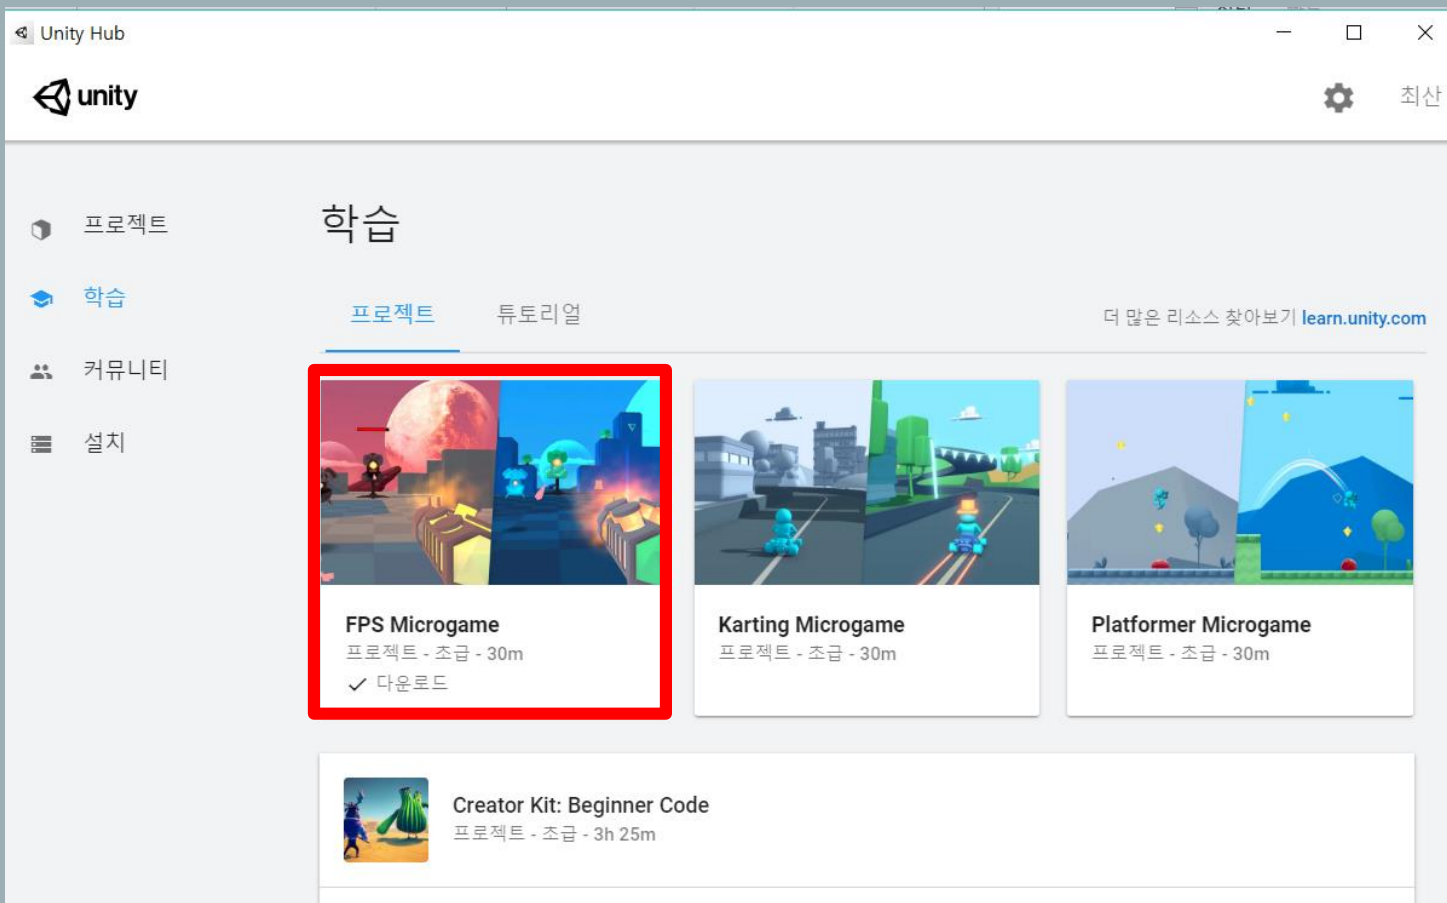 Unity Hub
unity
최산
프로젝트
학습
커뮤니티
설치
학습
프로젝트 튜토리얼
더 많은 리소스 찾아보기 learn.unity.com
FPS Microgame
프로젝트 - 초급 - 30m
다운로드
Karting Microgame
프로젝트 - 초급 - 30m
Platformer Microgame
프로젝트 - 초급 - 30m
Creator Kit: Beginner Code
프로젝트 - 초급 - 3h 25m